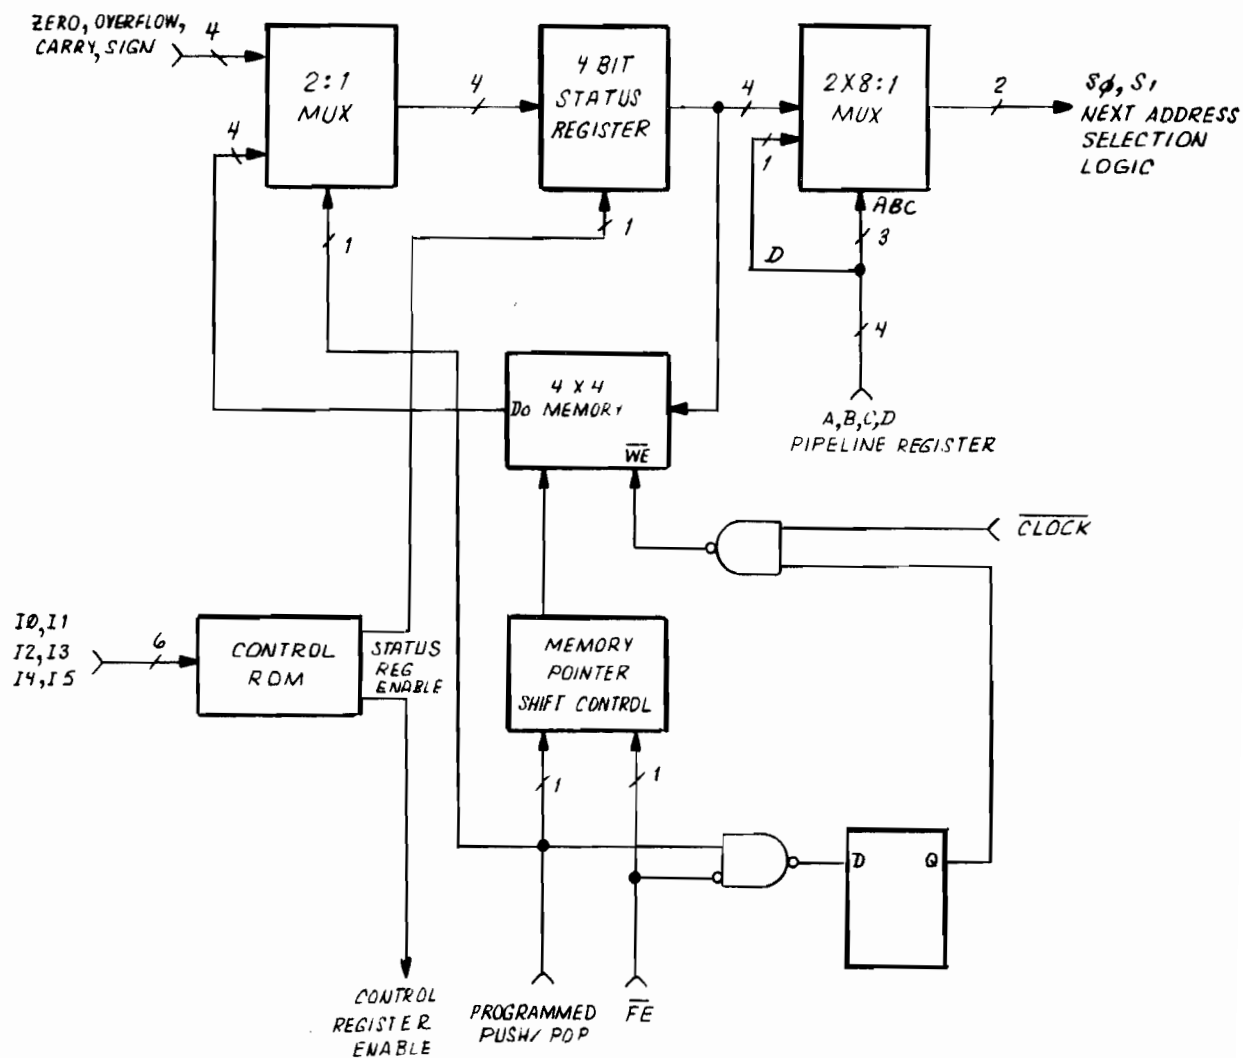 ZERO, OVERFLOW,
CARRY, SIGN
4
4
2:1
MUX
1
4
4 BIT
STATUS
REGISTER
1
4
1
2X8:1
MUX
ABC
3
D
4
2
SØ, S1
NEXT ADDRESS
SELECTION
LOGIC
A,B,C,D
PIPELINE REGISTER
4 X 4
DO MEMORY
WE
CLOCK
IØ, I1
I2, I3
I4, I5
6
CONTROL
ROM
STATUS
REG
ENABLE
MEMORY
POINTER
SHIFT CONTROL
1
1
D
Q
CONTROL
REGISTER
ENABLE
PROGRAMMED
PUSH/ POP
FE